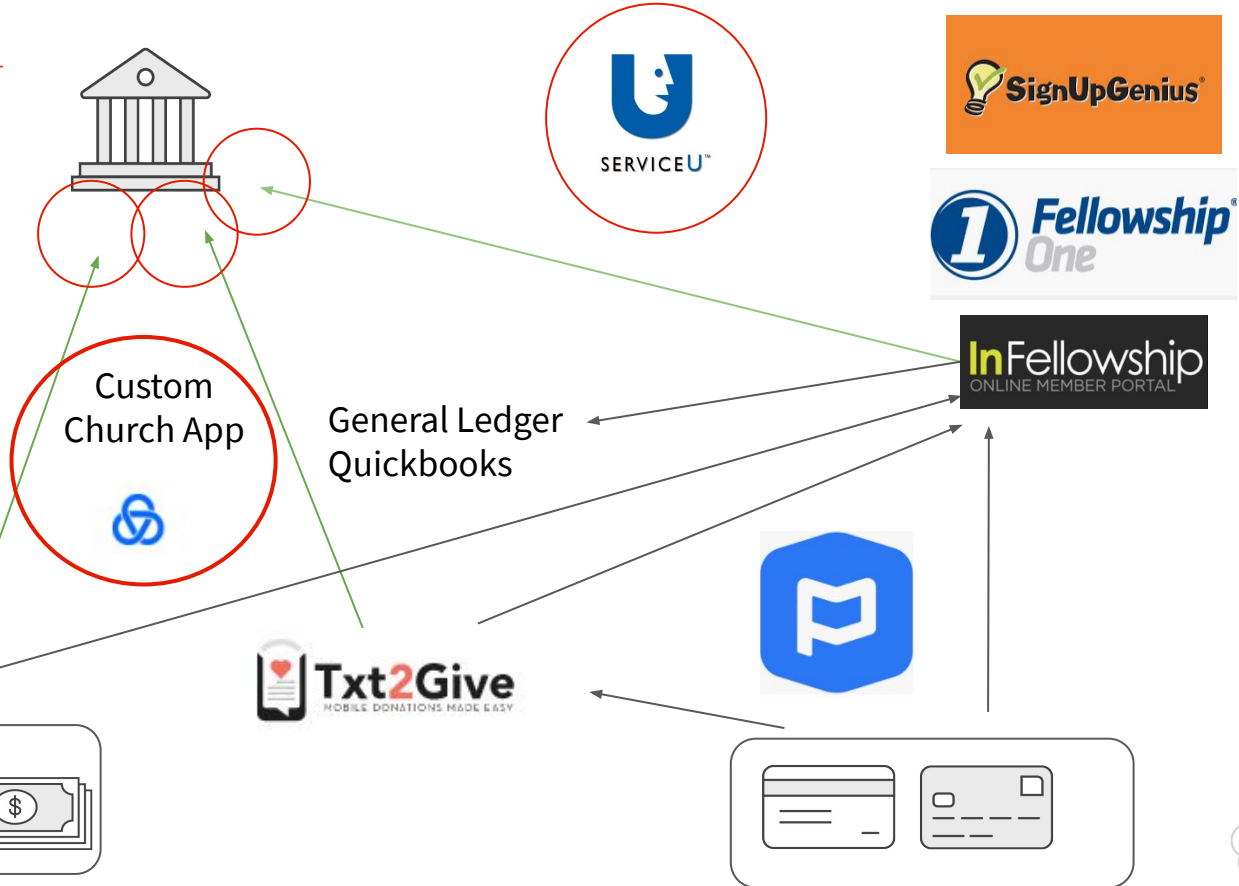 SERVICEU™
SignUpGenius®
1 Fellowship®
One
InFellowship
ONLINE MEMBER PORTAL
Custom
Church App
General Ledger
Quickbooks
Txt2Give
MOBILE DONATIONS MADE EASY
$